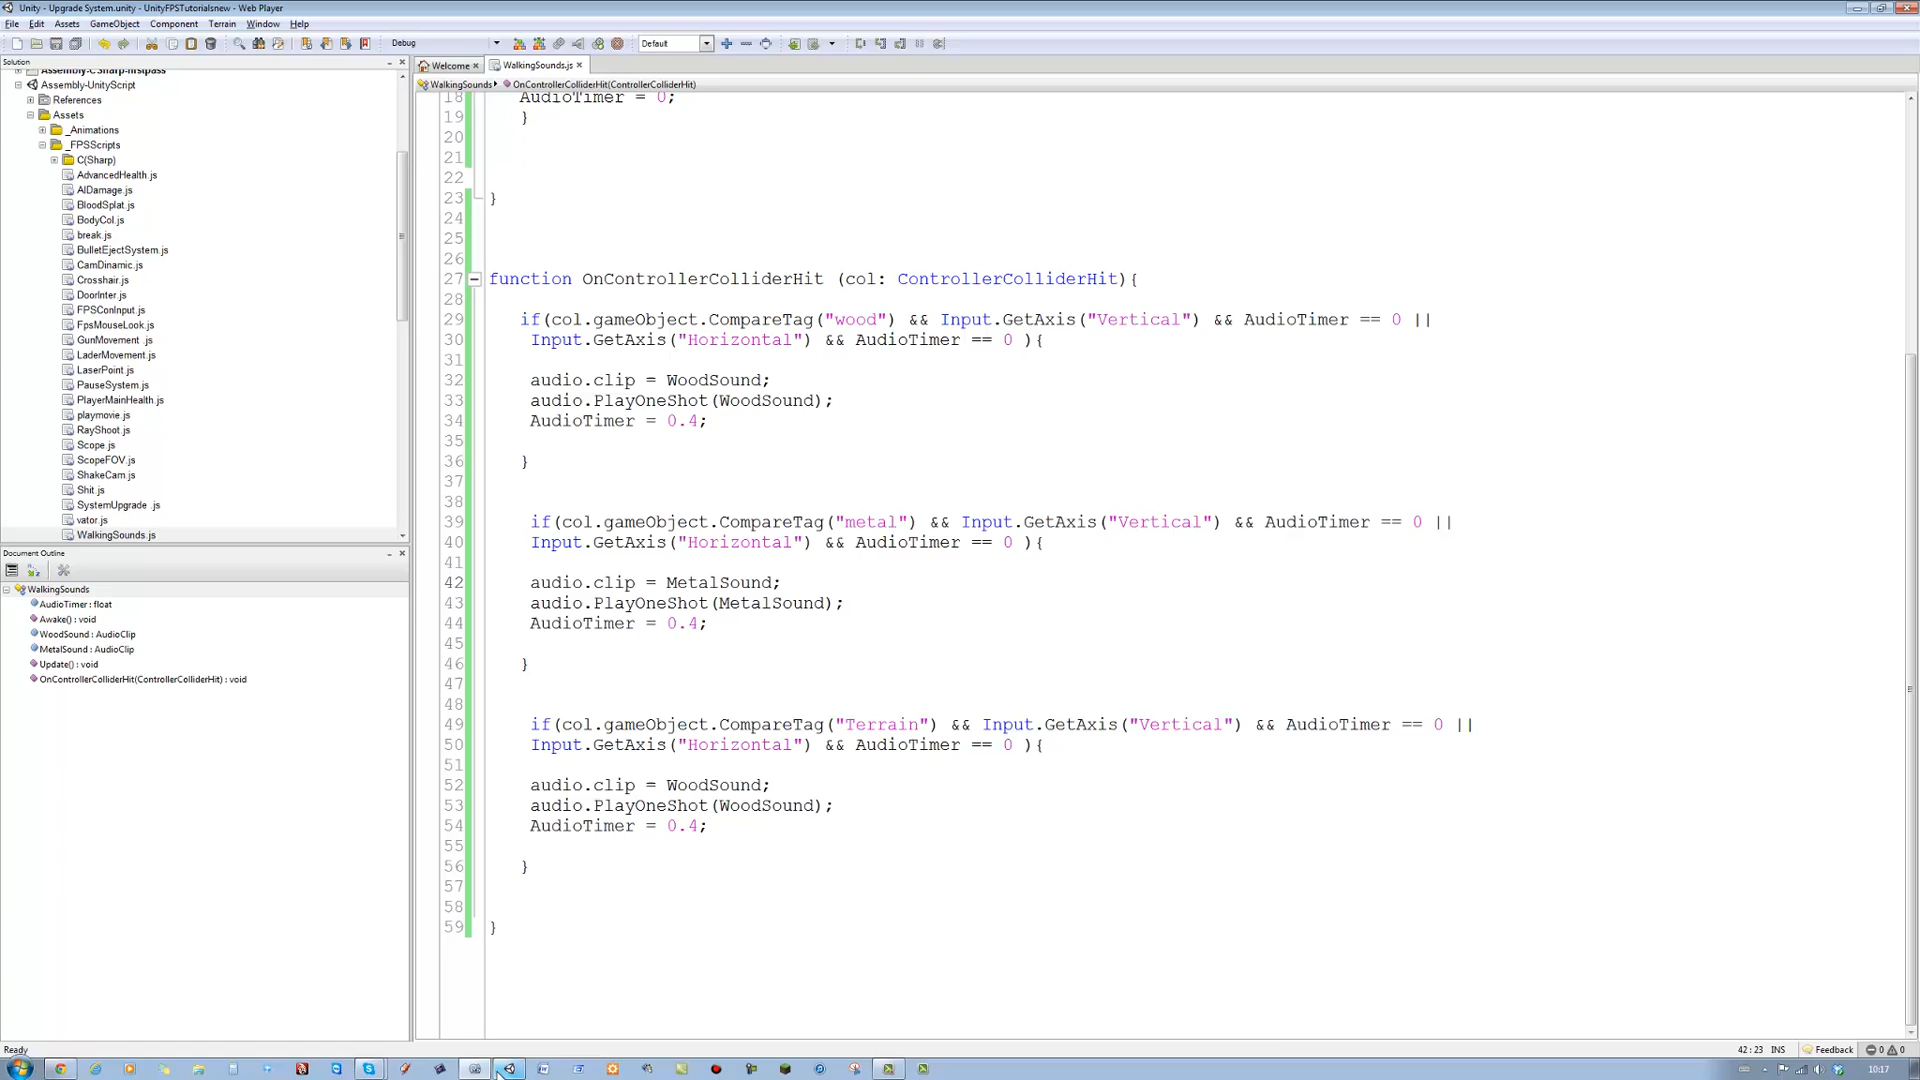 Unity - Upgrade System.unity - UnityFPSTutorialsnew - Web Player
File Edit Assets GameObject Component Terrain Window Help
Debug Default
Solution
Welcome WalkingSounds.js
WalkingSounds OnControllerColliderHit(ControllerColliderHit)
Assembly-CSharp-firstpass
Assembly-UnityScript
References
Assets
_Animations
_FPSScripts
C(Sharp)
AdvancedHealth.js
AIDamage.js
BloodSplat.js
BodyCol.js
break.js
BulletEjectSystem.js
CamDinamic.js
Crosshair.js
DoorInter.js
FPSConInput.js
FpsMouseLook.js
GunMovement .js
LaderMovement.js
LaserPoint.js
PauseSystem.js
PlayerMainHealth.js
playmovie.js
RayShoot.js
Scope.js
ScopeFOV.js
ShakeCam.js
Shit.js
SystemUpgrade .js
vator.js
WalkingSounds.js
Document Outline
WalkingSounds
AudioTimer : float
Awake() : void
WoodSound : AudioClip
MetalSound : AudioClip
Update() : void
OnControllerColliderHit(ControllerColliderHit) : void
18 AudioTimer = 0;
19 }
20
21
22
23 }
24
25
26
27 function OnControllerColliderHit (col: ControllerColliderHit){
28
29 if(col.gameObject.CompareTag("wood") && Input.GetAxis("Vertical") && AudioTimer == 0 ||
30 Input.GetAxis("Horizontal") && AudioTimer == 0 ){
31
32 audio.clip = WoodSound;
33 audio.PlayOneShot(WoodSound);
34 AudioTimer = 0.4;
35
36 }
37
38
39 if(col.gameObject.CompareTag("metal") && Input.GetAxis("Vertical") && AudioTimer == 0 ||
40 Input.GetAxis("Horizontal") && AudioTimer == 0 ){
41
42 audio.clip = MetalSound;
43 audio.PlayOneShot(MetalSound);
44 AudioTimer = 0.4;
45
46 }
47
48
49 if(col.gameObject.CompareTag("Terrain") && Input.GetAxis("Vertical") && AudioTimer == 0 ||
50 Input.GetAxis("Horizontal") && AudioTimer == 0 ){
51
52 audio.clip = WoodSound;
53 audio.PlayOneShot(WoodSound);
54 AudioTimer = 0.4;
55
56 }
57
58
59 }
Ready 42 : 23 INS Feedback 0 0
10:17